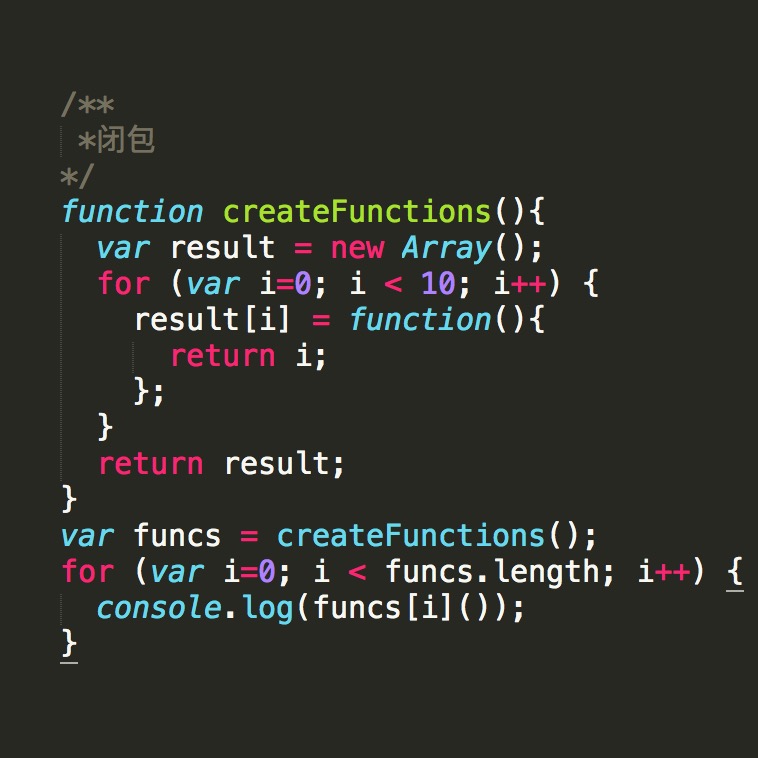 /**
 *闭包
*/
function createFunctions(){
  var result = new Array();
  for (var i=0; i < 10; i++) {
    result[i] = function(){
      return i;
    };
  }
  return result;
}
var funcs = createFunctions();
for (var i=0; i < funcs.length; i++) {
  console.log(funcs[i]());
}